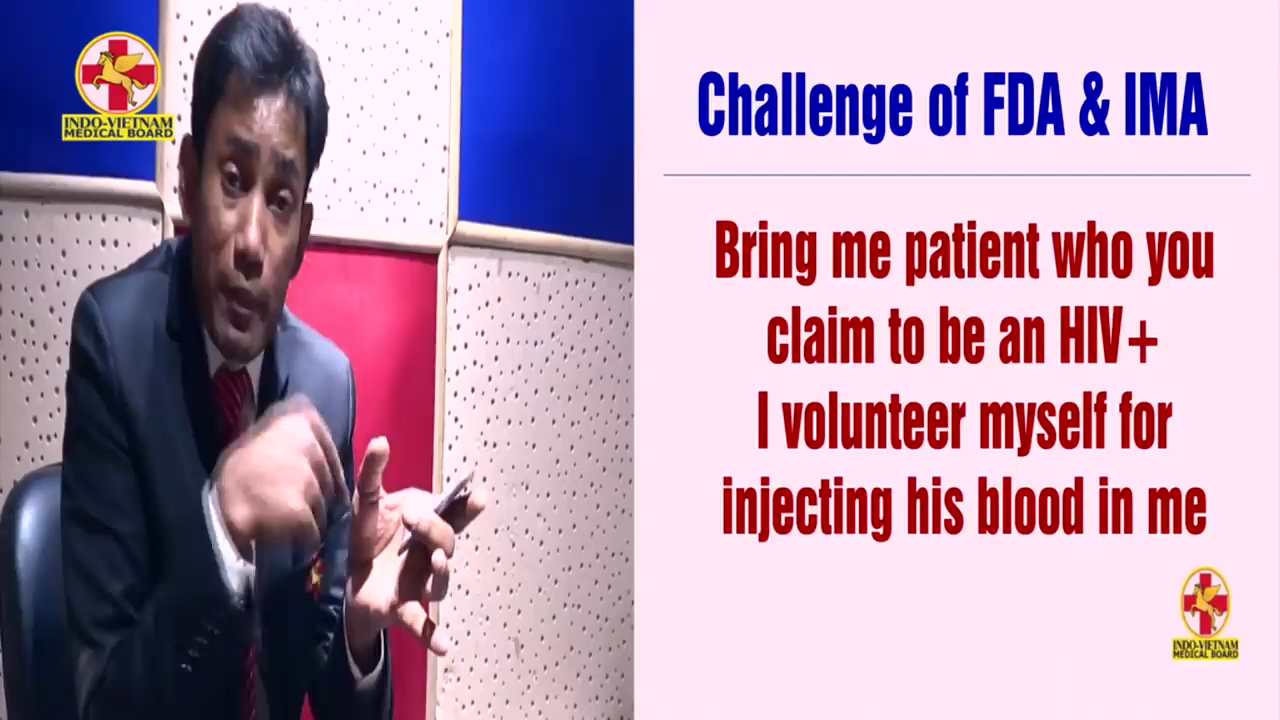 INDO-VIETNAM
MEDICAL BOARD
Challenge of FDA & IMA
Bring me patient who you
claim to be an HIV+
I volunteer myself for
injecting his blood in me
INDO-VIETNAM
MEDICAL BOARD